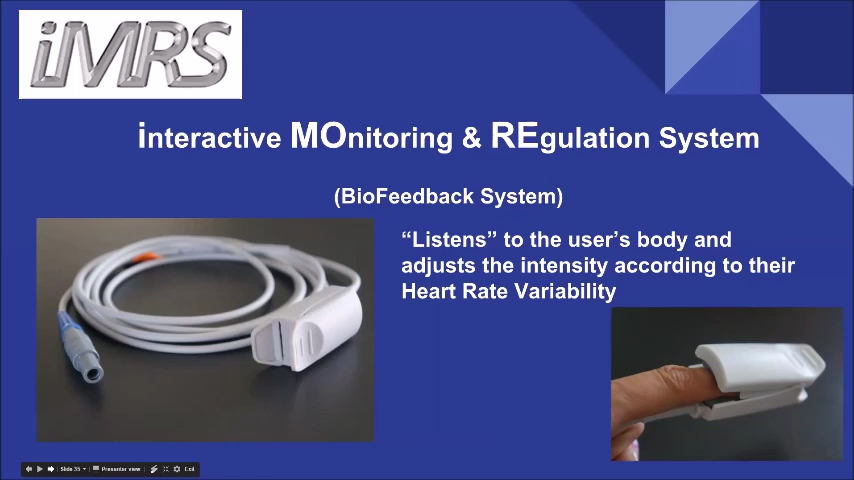 iMRS
interactive MOnitoring & REgulation System
(BioFeedback System)
“Listens” to the user’s body and
adjusts the intensity according to their
Heart Rate Variability
Slide 35
Presenter view
Exit